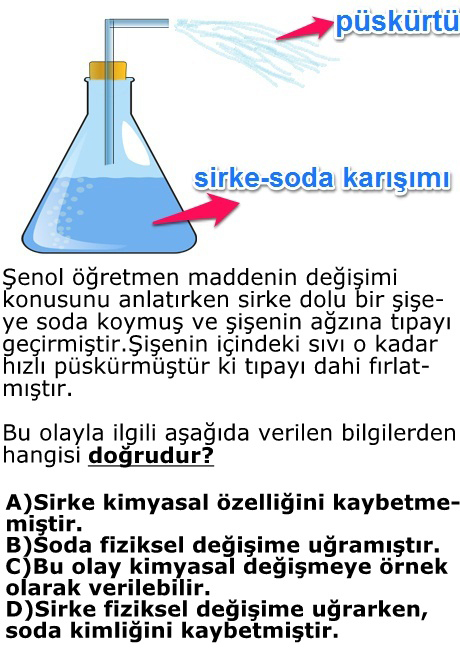 püskürtü
sirke-soda karışımı
Şenol öğretmen maddenin değişimi
konusunu anlatırken sirke dolu bir şişe-
ye soda koymuş ve şişenin ağzına tıpayı
geçirmiştir.Şişenin içindeki sıvı o kadar
hızlı püskürmüştür ki tıpayı dahi fırlat-
mıştır.
Bu olayla ilgili aşağıda verilen bilgilerden
hangisi doğrudur?
A)Sirke kimyasal özelliğini kaybetme-
miştir.
B)Soda fiziksel değişime uğramıştır.
C)Bu olay kimyasal değişmeye örnek
olarak verilebilir.
D)Sirke fiziksel değişime uğrarken,
soda kimliğini kaybetmiştir.